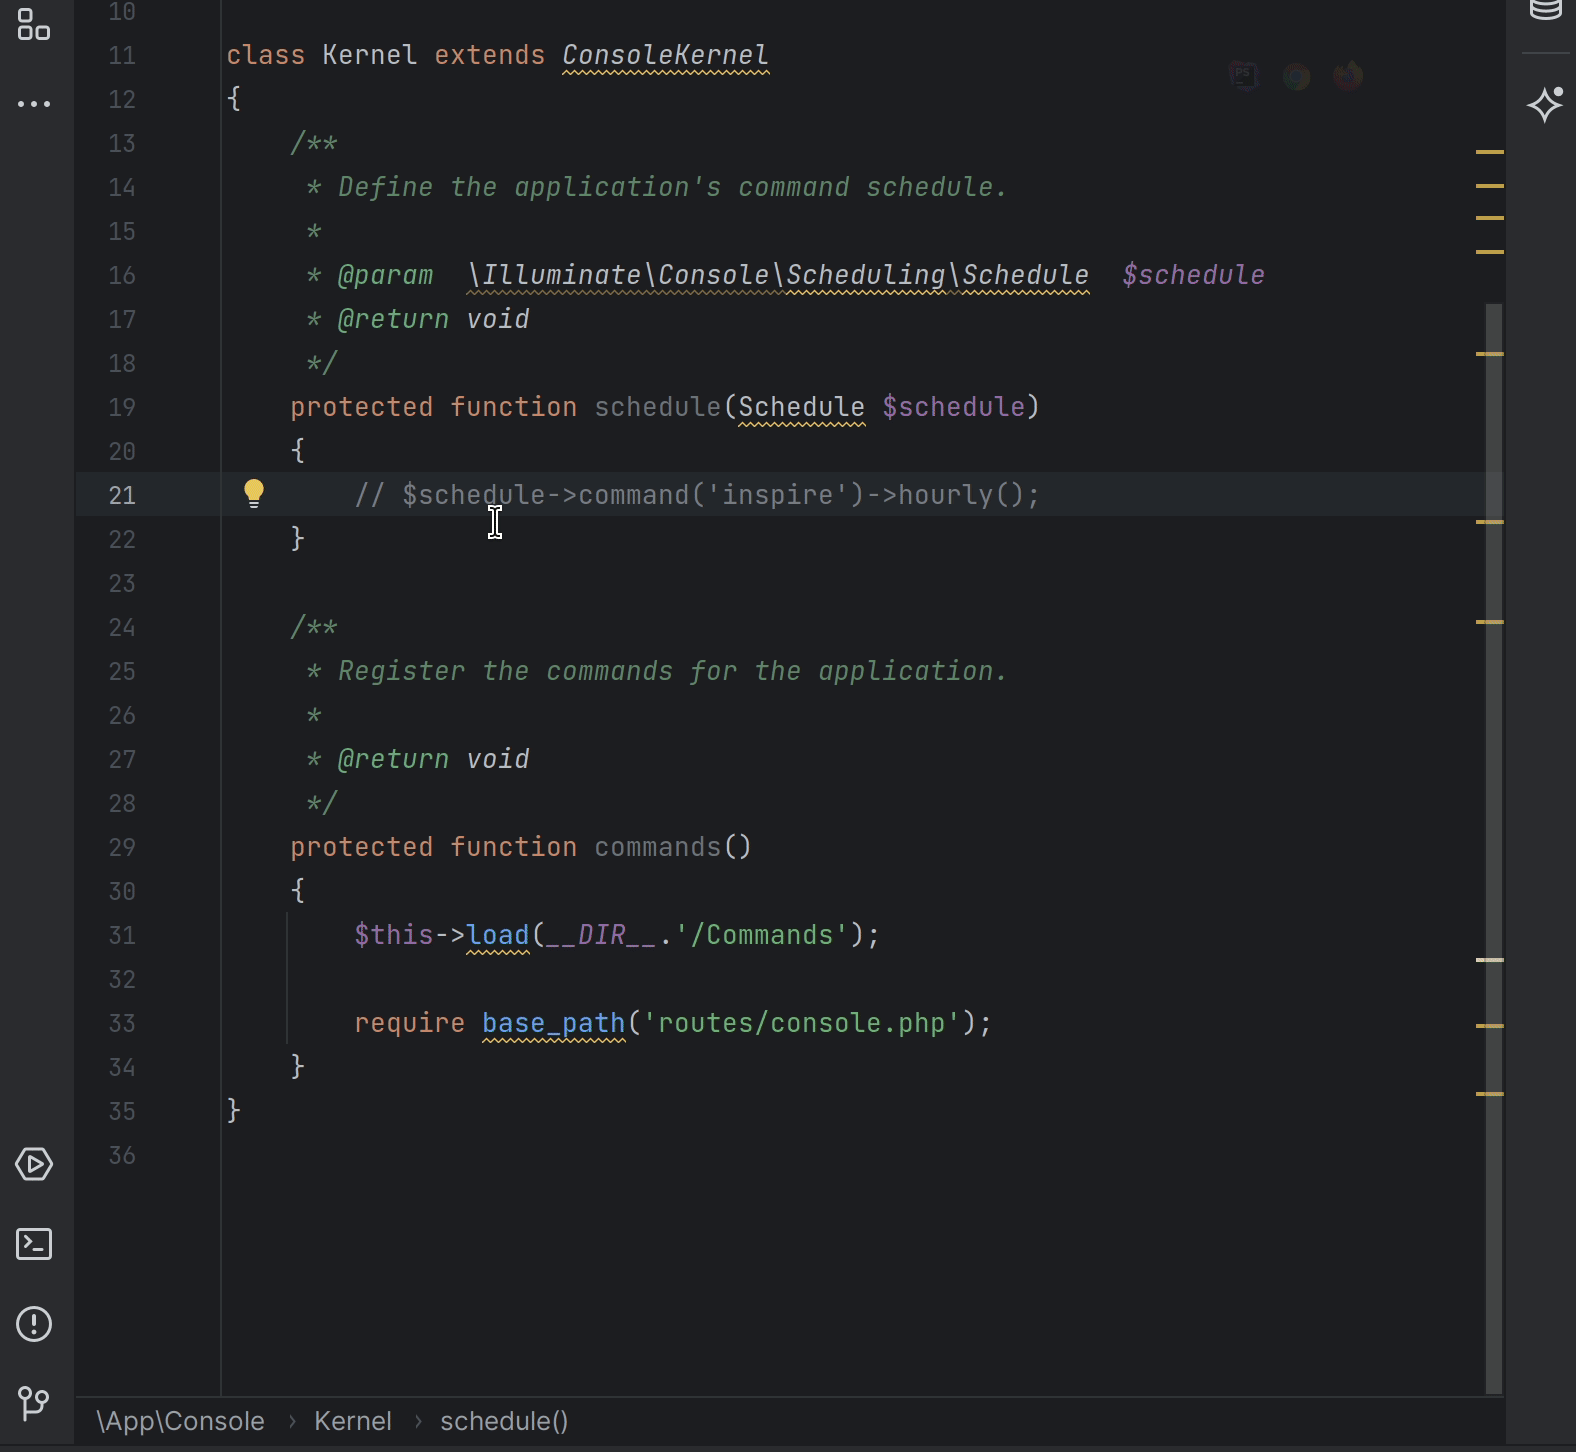 10
11 class Kernel extends ConsoleKernel
12 {
13 /**
14 * Define the application's command schedule.
15 *
16 * @param  \Illuminate\Console\Scheduling\Schedule  $schedule
17 * @return void
18 */
19 protected function schedule(Schedule $schedule)
20 {
21 // $schedule->command('inspire')->hourly();
22 }
23
24 /**
25 * Register the commands for the application.
26 *
27 * @return void
28 */
29 protected function commands()
30 {
31 $this->load(__DIR__.'/Commands');
32
33 require base_path('routes/console.php');
34 }
35 }
36
\App\Console › Kernel › schedule()
PS